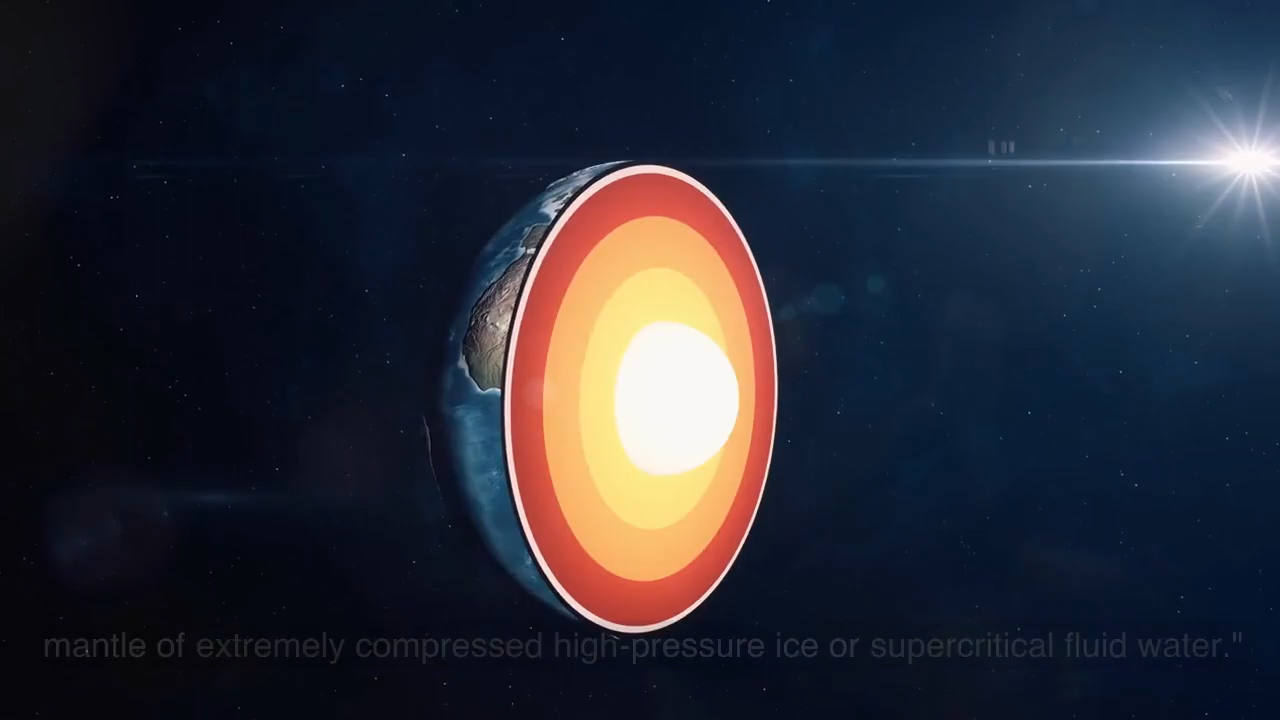 mantle of extremely compressed high-pressure ice or supercritical fluid water."